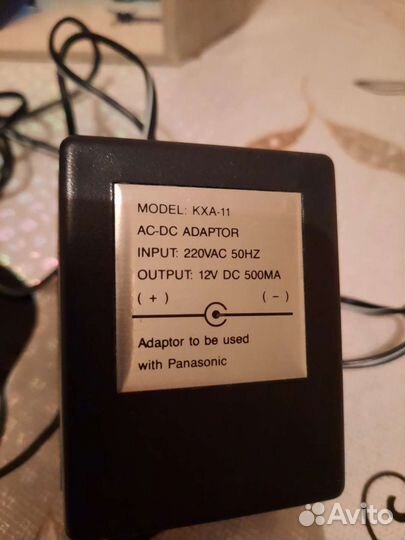 MODEL: KXA-11
AC-DC ADAPTOR
INPUT: 220VAC 50HZ
OUTPUT: 12V DC 500MA
(+) (-)
Adaptor to be used
with Panasonic
Avito